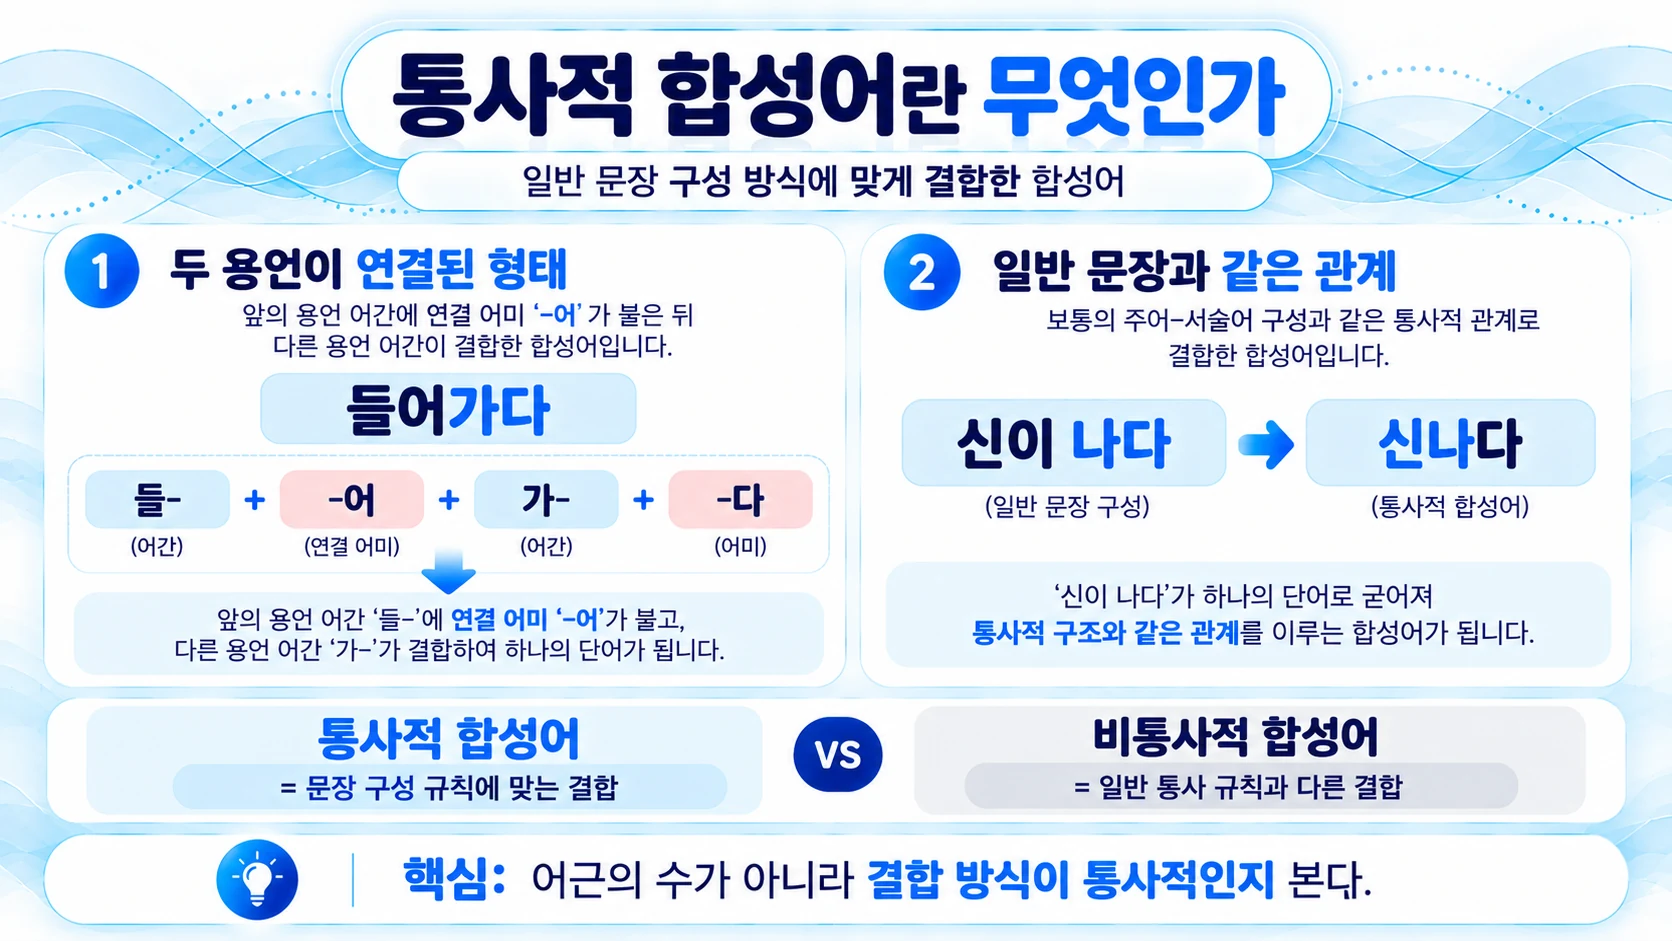 통사적 합성어란 무엇인가
일반 문장 구성 방식에 맞게 결합한 합성어
1 두 용언이 연결된 형태
앞의 용언 어간에 연결 어미 ‘-어’ 가 붙은 뒤
다른 용언 어간이 결합한 합성어입니다.
들어가다
들- + -어 + 가- + -다
(어간) (연결 어미) (어간) (어미)
앞의 용언 어간 ‘들-’에 연결 어미 ‘-어’가 붙고,
다른 용언 어간 ‘가-’가 결합하여 하나의 단어가 됩니다.
2 일반 문장과 같은 관계
보통의 주어-서술어 구성과 같은 통사적 관계로
결합한 합성어입니다.
신이 나다 신나다
(일반 문장 구성) (통사적 합성어)
‘신이 나다’가 하나의 단어로 굳어져
통사적 구조와 같은 관계를 이루는 합성어가 됩니다.
통사적 합성어
= 문장 구성 규칙에 맞는 결합
VS
비통사적 합성어
= 일반 통사 규칙과 다른 결합
핵심: 어근의 수가 아니라 결합 방식이 통사적인지 본다.